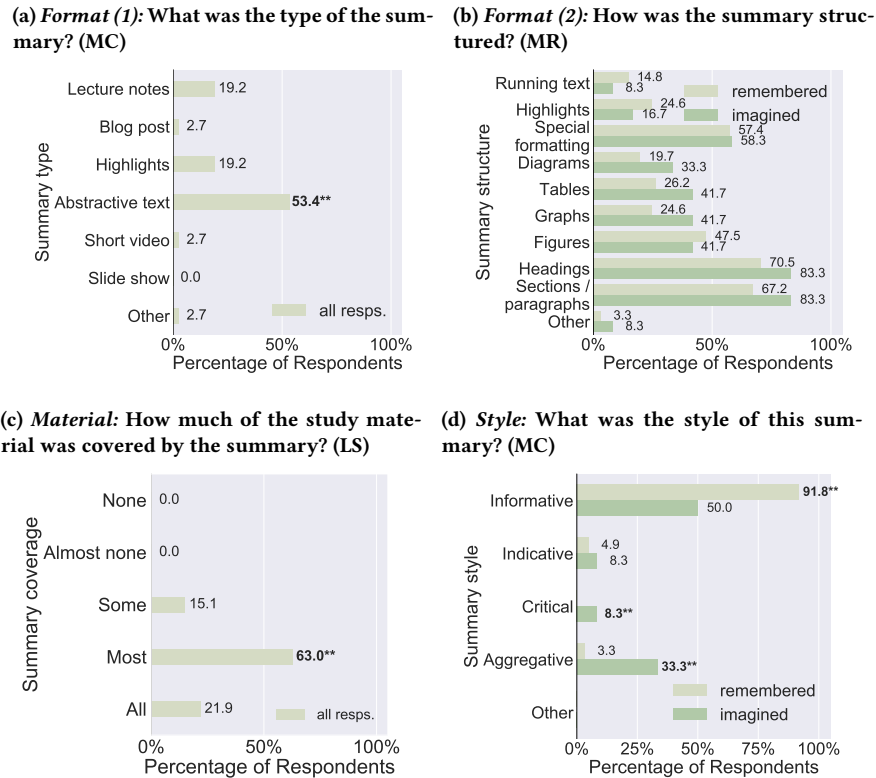 (a) Format (1): What was the type of the sum-
mary? (MC)
Summary type
Lecture notes 19.2
Blog post 2.7
Highlights 19.2
Abstractive text 53.4**
Short video 2.7
Slide show 0.0
Other 2.7
all resps.
0% 50% 100%
Percentage of Respondents
(b) Format (2): How was the summary struc-
tured? (MR)
Summary structure
Running text 14.8
8.3
remembered
Highlights 24.6
16.7
imagined
Special
formatting
57.4
58.3
Diagrams 19.7
33.3
Tables 26.2
41.7
Graphs 24.6
41.7
Figures 47.5
41.7
Headings 70.5
83.3
Sections /
paragraphs
67.2
83.3
Other 3.3
8.3
0% 50% 100%
Percentage of Respondents
(c) Material: How much of the study mate-
rial was covered by the summary? (LS)
Summary coverage
None 0.0
Almost none 0.0
Some 15.1
Most 63.0**
All 21.9
all resps.
0% 50% 100%
Percentage of Respondents
(d) Style: What was the style of this sum-
mary? (MC)
Summary style
Informative 91.8**
50.0
Indicative 4.9
8.3
Critical 8.3**
Aggregative 3.3
33.3**
remembered
Other
imagined
0% 25% 50% 75% 100%
Percentage of Respondents